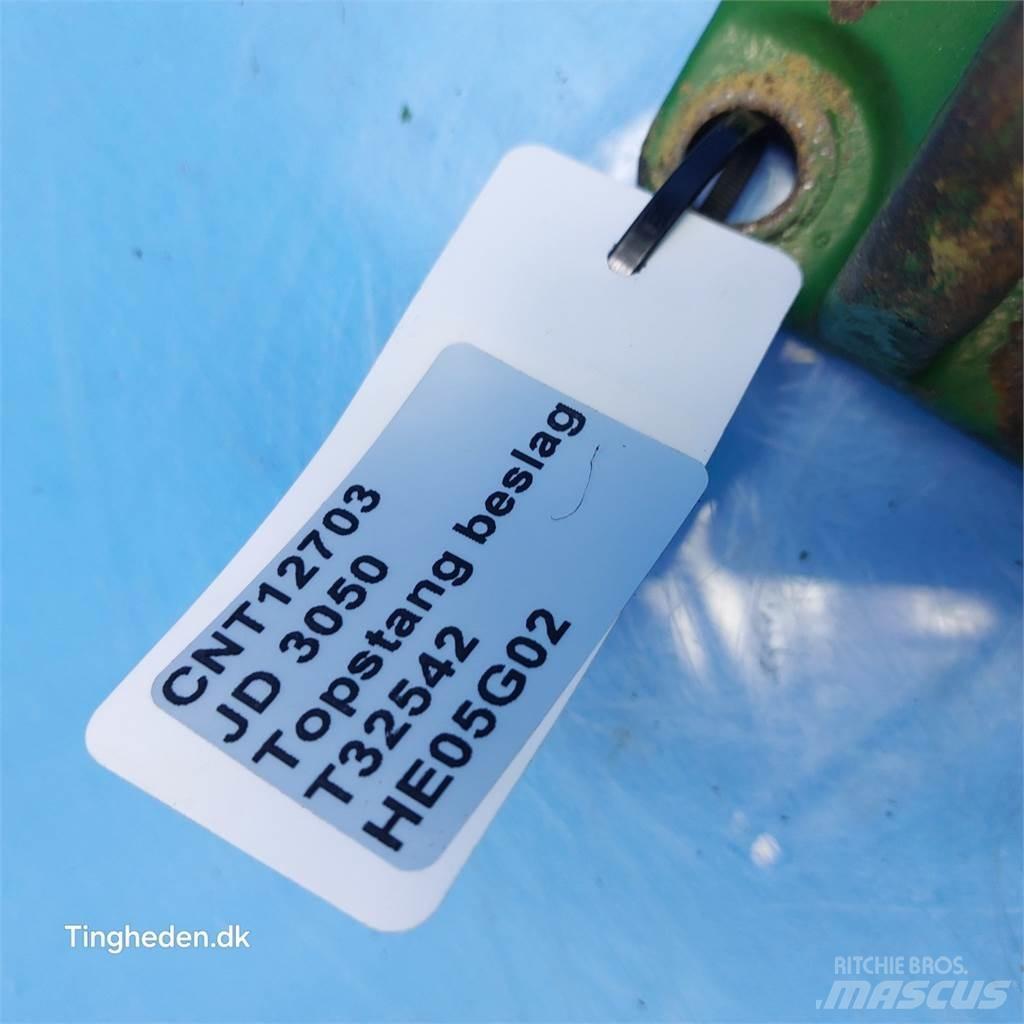 CNT12703
JD 3050
Topstang beslag
T32542
HE05G02
Tingheden.dk
RITCHIE BROS.
MASCUS